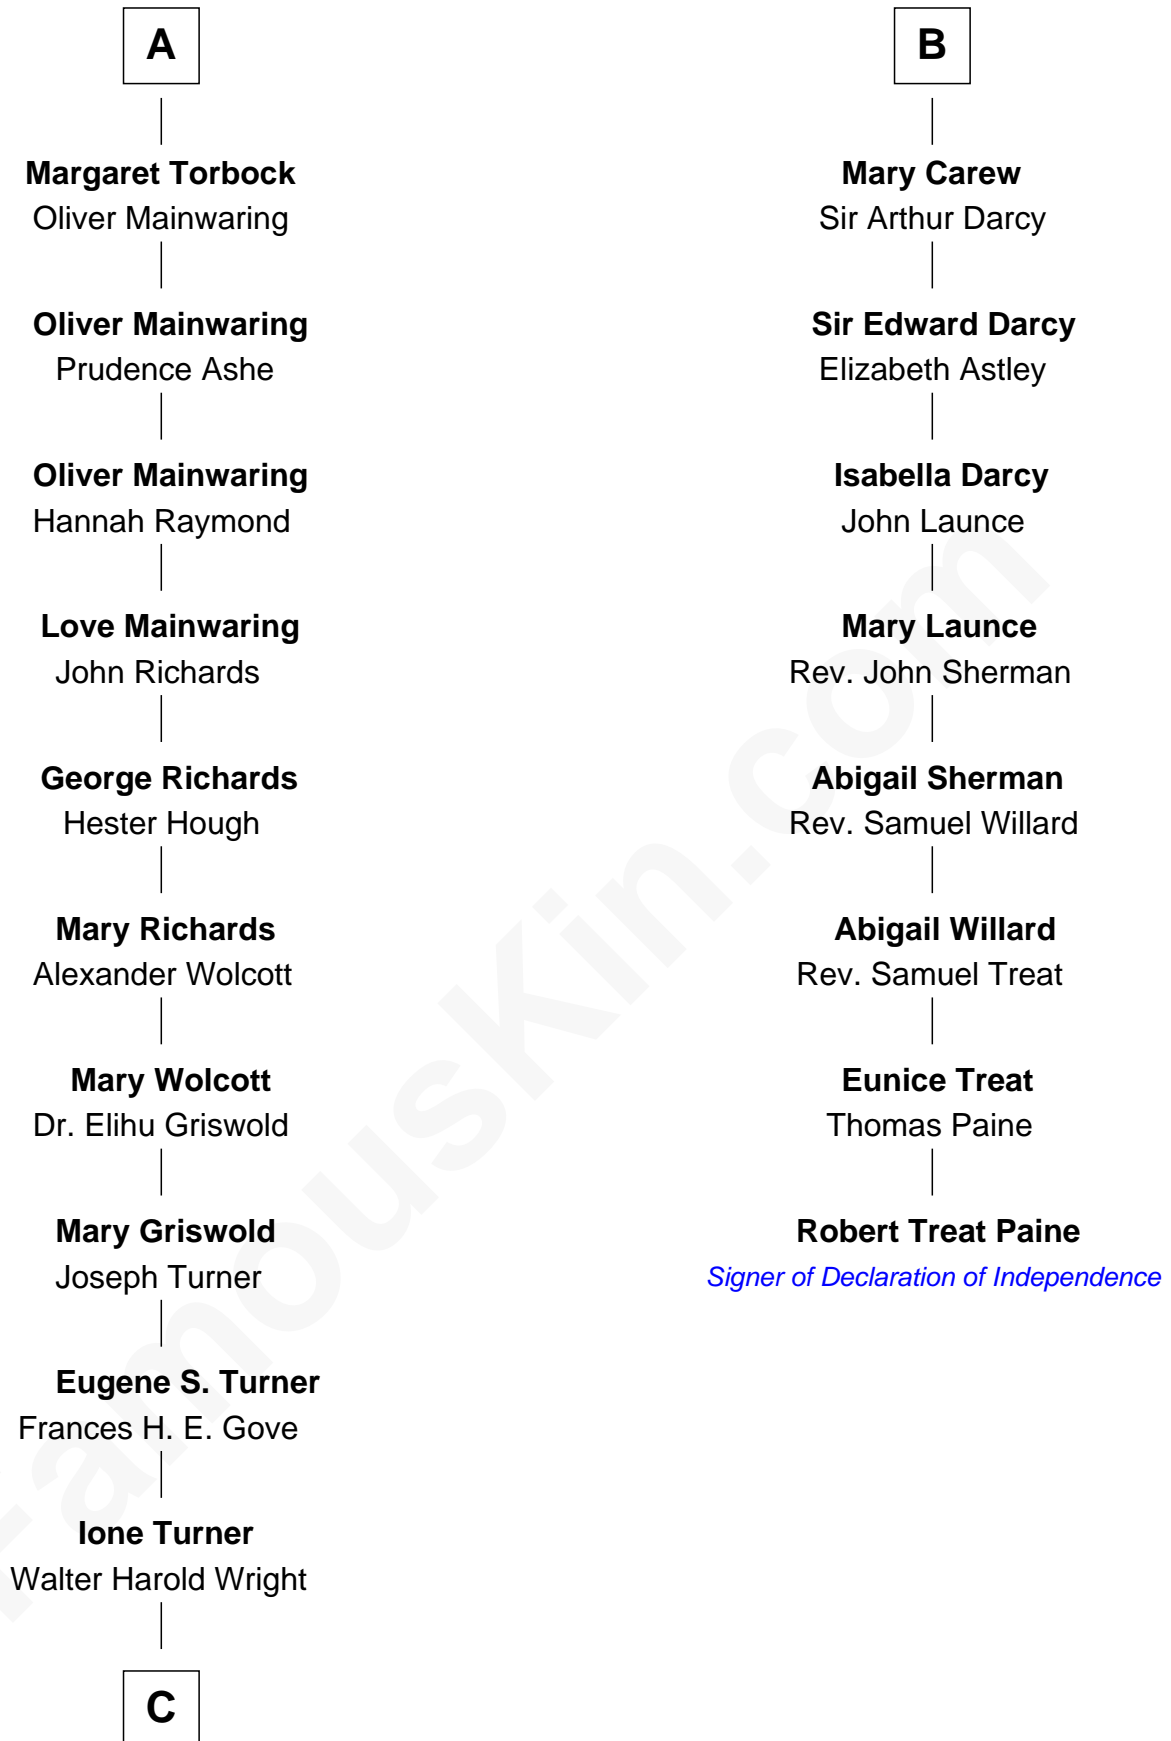 A
Margaret Torbock
Oliver Mainwaring
Oliver Mainwaring
Prudence Ashe
Oliver Mainwaring
Hannah Raymond
Love Mainwaring
John Richards
George Richards
Hester Hough
Mary Richards
Alexander Wolcott
Mary Wolcott
Dr. Elihu Griswold
Mary Griswold
Joseph Turner
Eugene S. Turner
Frances H. E. Gove
Ione Turner
Walter Harold Wright
C
B
Mary Carew
Sir Arthur Darcy
Sir Edward Darcy
Elizabeth Astley
Isabella Darcy
John Launce
Mary Launce
Rev. John Sherman
Abigail Sherman
Rev. Samuel Willard
Abigail Willard
Rev. Samuel Treat
Eunice Treat
Thomas Paine
Robert Treat Paine
Signer of Declaration of Independence
FamousKin.com